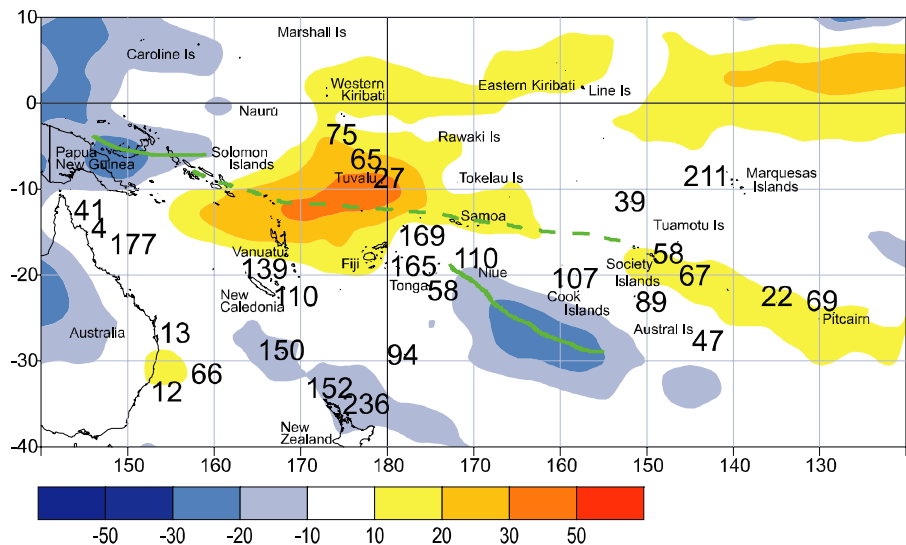 10
Marshall Is
Caroline Is
Western
Kiribati
Eastern Kiribati
Line Is
0
Nauru
75
Rawaki Is
Papua
New Guinea
Solomon
Islands
65
Tuvalu
27
Tokelau Is
211
Marquesas
Islands
-10
41
4
177
39
Samoa
Tuamotu Is
169
Vanuatu
139
Fiji
165
110
Niue
58
Society
Islands
67
-20
Tonga
58
107
Cook
Islands
89
22
69
Pitcairn
New
Caledonia
110
Australia
13
Austral Is
47
150
94
-30
66
12
152
236
New
Zealand
-40
150
160
170
180
170
160
150
140
130
-50
-30
-20
-10
10
20
30
50